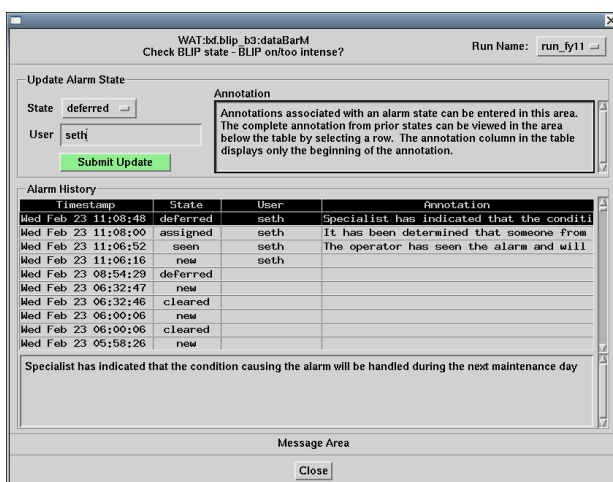 WAT:lxf.blip_b3:dataBarM
Check BLIP state - BLIP on/too intense?
Run Name: run_fy11
Update Alarm State
State deferred
User seth
Submit Update
Annotation
Annotations associated with an alarm state can be entered in this area.
The complete annotation from prior states can be viewed in the area
below the table by selecting a row. The annotation column in the table
displays only the beginning of the annotation.
Alarm History
Timestamp State User Annotation
Wed Feb 23 11:08:48 deferred seth Specialist has indicated that the conditi
Wed Feb 23 11:08:00 assigned seth It has been determined that someone from
Wed Feb 23 11:06:52 seen seth The operator has seen the alarm and will
Wed Feb 23 11:06:16 new seth
Wed Feb 23 08:54:29 deferred
Wed Feb 23 06:32:47 new
Wed Feb 23 06:32:46 cleared
Wed Feb 23 06:00:06 new
Wed Feb 23 06:00:06 cleared
Wed Feb 23 05:58:26 new
Specialist has indicated that the condition causing the alarm will be handled during the next maintenance day
Message Area
Close